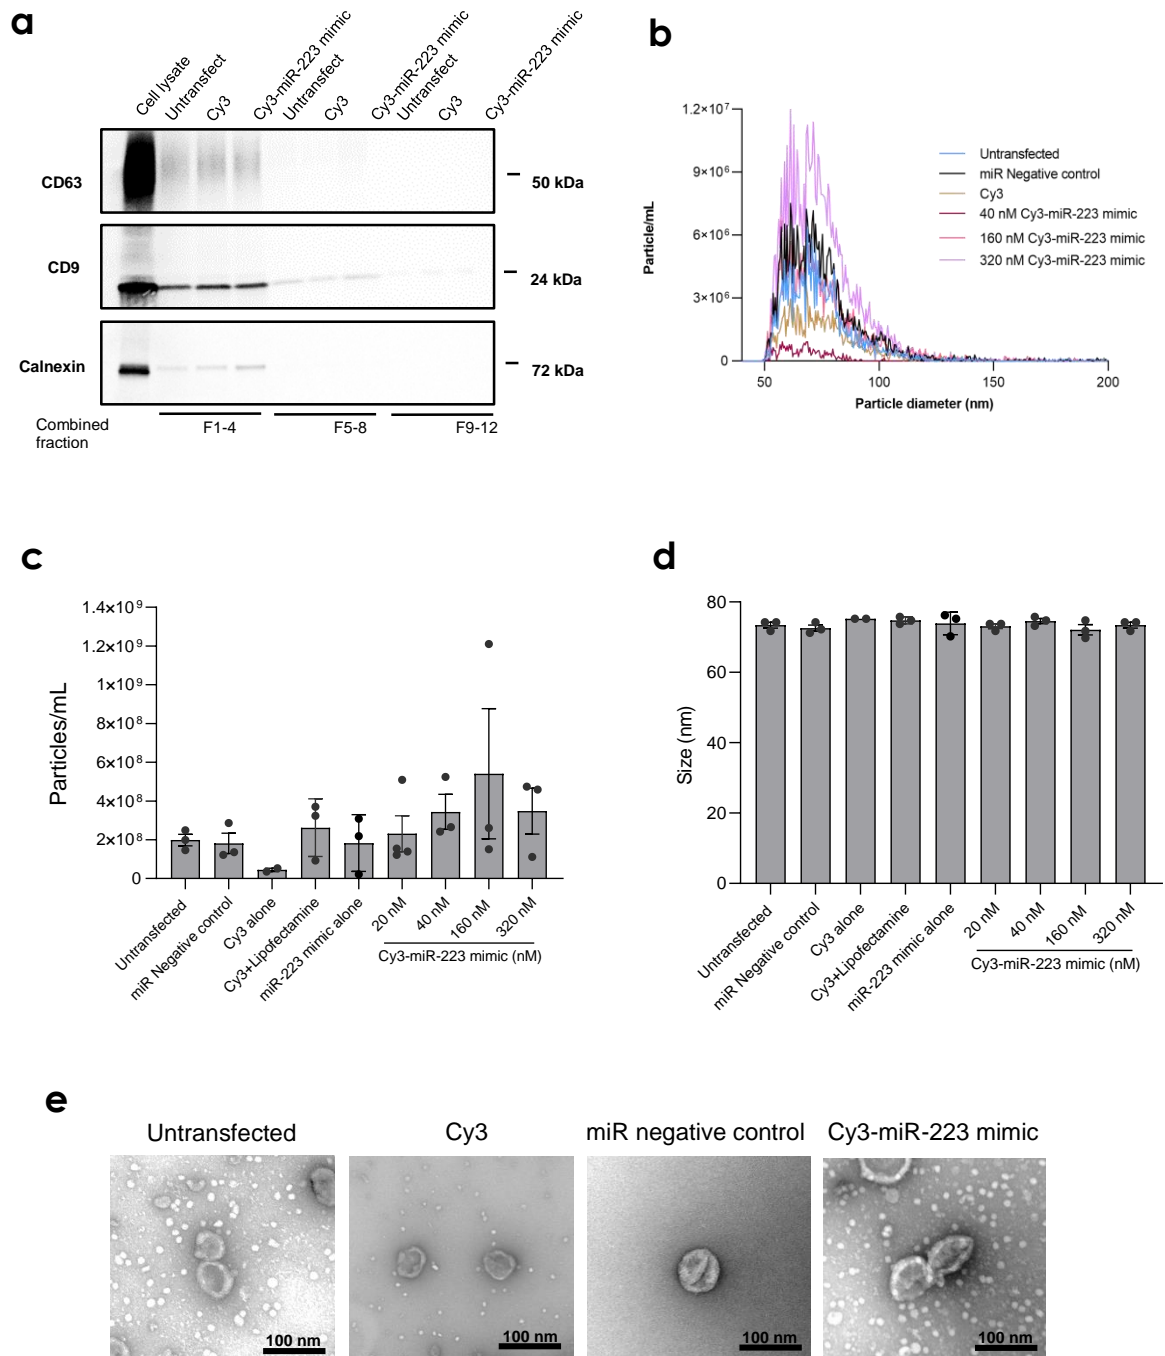 a
Cell lysate
Untransfect
Cy3
Cy3-miR-223 mimic
Untransfect
Cy3
Cy3-miR-223 mimic
Untransfect
Cy3
Cy3-miR-223 mimic
CD63
50 kDa
CD9
24 kDa
Calnexin
72 kDa
Combined
fraction
F1-4
F5-8
F9-12
b
1.2×10⁷
9×10⁶
6×10⁶
3×10⁶
0
Particle/mL
50
100
150
200
Particle diameter (nm)
Untransfected
miR Negative control
Cy3
40 nM Cy3-miR-223 mimic
160 nM Cy3-miR-223 mimic
320 nM Cy3-miR-223 mimic
c
1.4×10⁹
1.2×10⁹
1×10⁹
8×10⁸
6×10⁸
4×10⁸
2×10⁸
0
Particles/mL
Untransfected
miR Negative control
Cy3 alone
Cy3+Lipofectamine
miR-223 mimic alone
20 nM
40 nM
160 nM
320 nM
Cy3-miR-223 mimic (nM)
d
80
60
40
20
0
Size (nm)
Untransfected
miR Negative control
Cy3 alone
Cy3+Lipofectamine
miR-223 mimic alone
20 nM
40 nM
160 nM
320 nM
Cy3-miR-223 mimic (nM)
e
Untransfected
Cy3
miR negative control
Cy3-miR-223 mimic
100 nm
100 nm
100 nm
100 nm